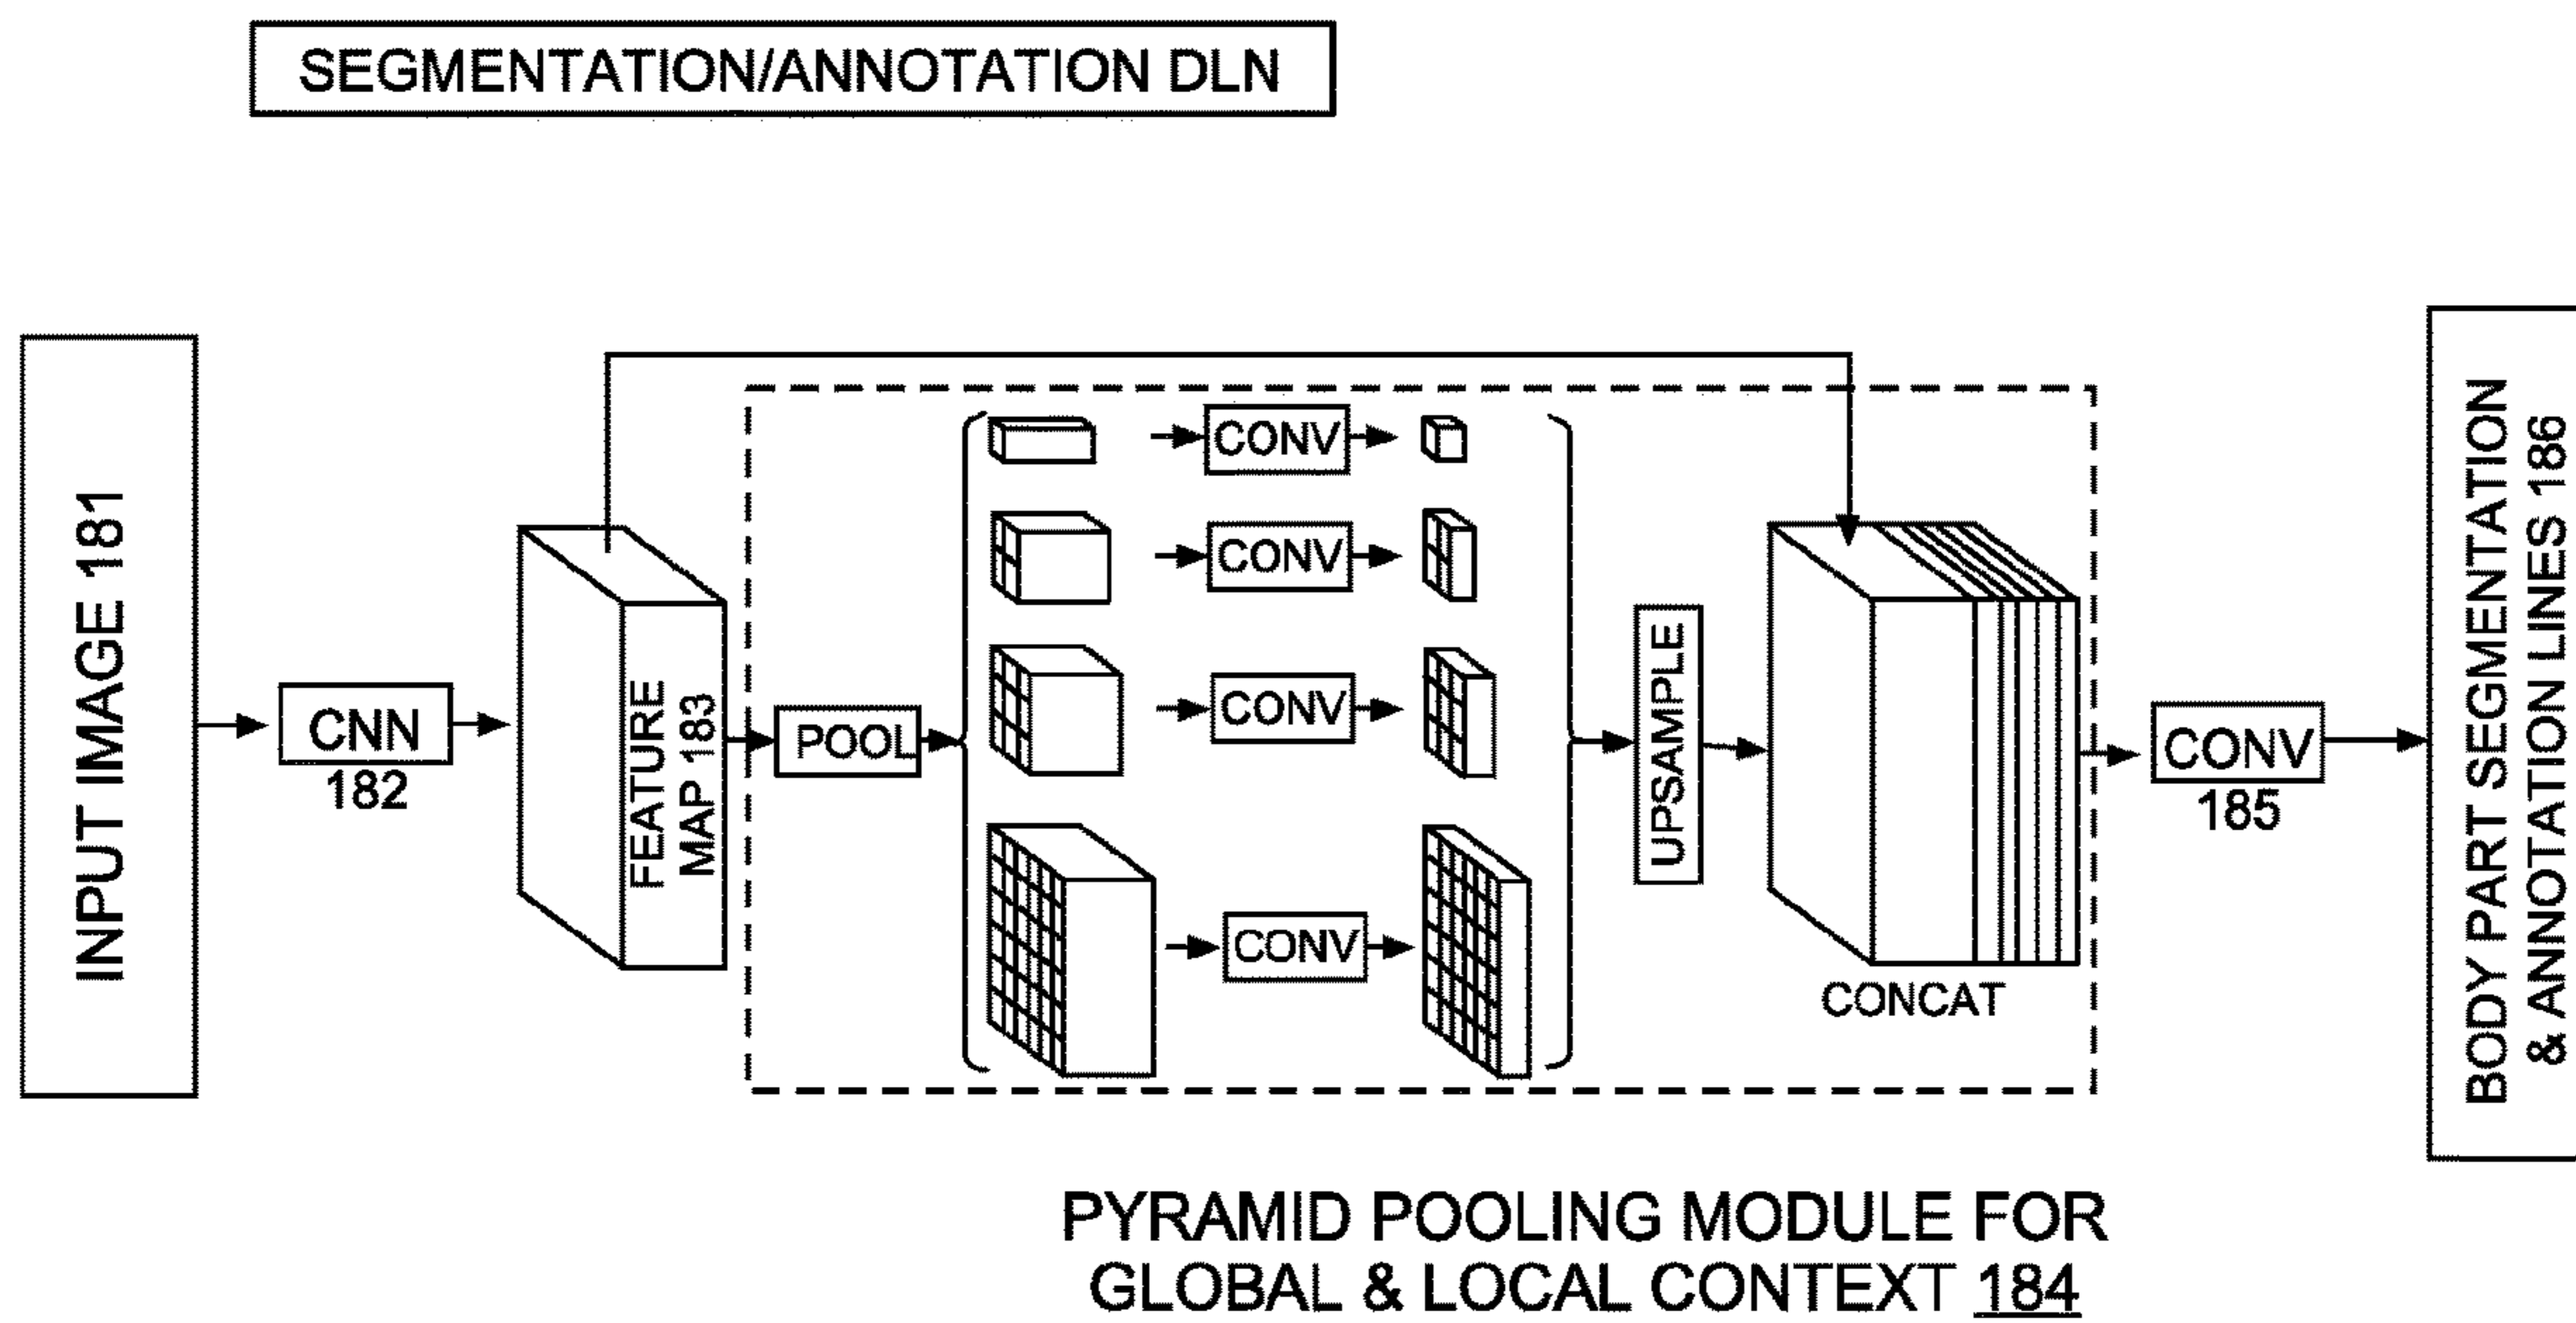 SEGMENTATION/ANNOTATION DLN
INPUT IMAGE 181
CNN
182
FEATURE
MAP 183
POOL
CONV
CONV
CONV
CONV
UPSAMPLE
CONCAT
CONV
185
BODY PART SEGMENTATION
& ANNOTATION LINES 186
PYRAMID POOLING MODULE FOR
GLOBAL & LOCAL CONTEXT 184